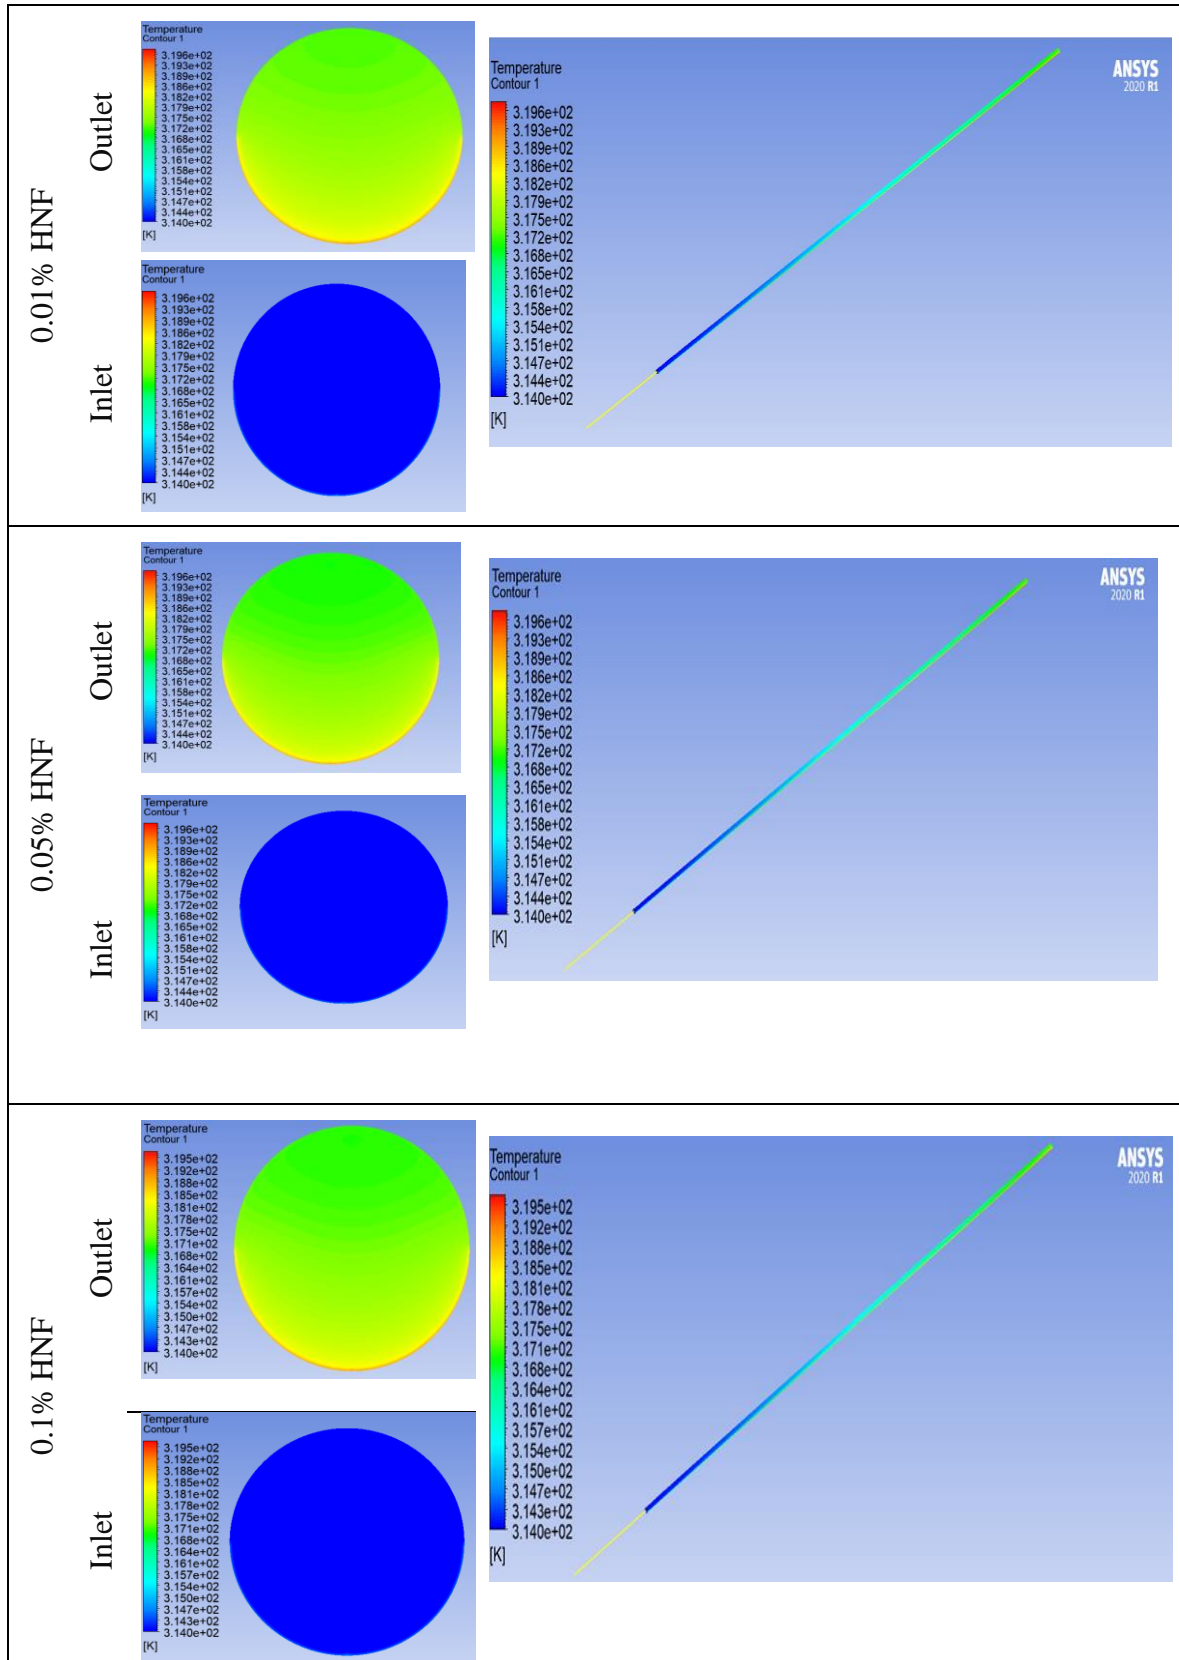 0.01% HNF
Outlet
Temperature
Contour 1
3.196e+02
3.193e+02
3.189e+02
3.186e+02
3.182e+02
3.179e+02
3.175e+02
3.172e+02
3.168e+02
3.165e+02
3.161e+02
3.158e+02
3.154e+02
3.151e+02
3.147e+02
3.144e+02
3.140e+02
[K]
Inlet
Temperature
Contour 1
3.196e+02
3.193e+02
3.189e+02
3.186e+02
3.182e+02
3.179e+02
3.175e+02
3.172e+02
3.168e+02
3.165e+02
3.161e+02
3.158e+02
3.154e+02
3.151e+02
3.147e+02
3.144e+02
3.140e+02
[K]
Temperature
Contour 1
3.196e+02
3.193e+02
3.189e+02
3.186e+02
3.182e+02
3.179e+02
3.175e+02
3.172e+02
3.168e+02
3.165e+02
3.161e+02
3.158e+02
3.154e+02
3.151e+02
3.147e+02
3.144e+02
3.140e+02
[K]
ANSYS
2020 R1
0.05% HNF
Outlet
Temperature
Contour 1
3.196e+02
3.193e+02
3.189e+02
3.186e+02
3.182e+02
3.179e+02
3.175e+02
3.172e+02
3.168e+02
3.165e+02
3.161e+02
3.158e+02
3.154e+02
3.151e+02
3.147e+02
3.144e+02
3.140e+02
[K]
Inlet
Temperature
Contour 1
3.196e+02
3.193e+02
3.189e+02
3.186e+02
3.182e+02
3.179e+02
3.175e+02
3.172e+02
3.168e+02
3.165e+02
3.161e+02
3.158e+02
3.154e+02
3.151e+02
3.147e+02
3.144e+02
3.140e+02
[K]
Temperature
Contour 1
3.196e+02
3.193e+02
3.189e+02
3.186e+02
3.182e+02
3.179e+02
3.175e+02
3.172e+02
3.168e+02
3.165e+02
3.161e+02
3.158e+02
3.154e+02
3.151e+02
3.147e+02
3.144e+02
3.140e+02
[K]
ANSYS
2020 R1
0.1% HNF
Outlet
Temperature
Contour 1
3.195e+02
3.192e+02
3.188e+02
3.185e+02
3.181e+02
3.178e+02
3.175e+02
3.171e+02
3.168e+02
3.164e+02
3.161e+02
3.157e+02
3.154e+02
3.150e+02
3.147e+02
3.143e+02
3.140e+02
[K]
Inlet
Temperature
Contour 1
3.195e+02
3.192e+02
3.188e+02
3.185e+02
3.181e+02
3.178e+02
3.175e+02
3.171e+02
3.168e+02
3.164e+02
3.161e+02
3.157e+02
3.154e+02
3.150e+02
3.147e+02
3.143e+02
3.140e+02
[K]
Temperature
Contour 1
3.195e+02
3.192e+02
3.188e+02
3.185e+02
3.181e+02
3.178e+02
3.175e+02
3.171e+02
3.168e+02
3.164e+02
3.161e+02
3.157e+02
3.154e+02
3.150e+02
3.147e+02
3.143e+02
3.140e+02
[K]
ANSYS
2020 R1